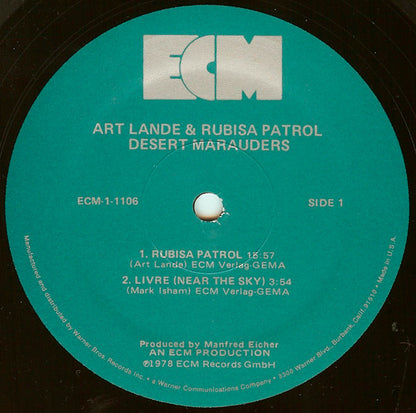 ECM
ART LANDE & RUBISA PATROL
DESERT MARAUDERS
ECM-1-1106
SIDE 1
1. RUBISA PATROL 15:57
(Art Lande) ECM Verlag-GEMA
2. LIVRE (NEAR THE SKY) 3:54
(Mark Isham) ECM Verlag-GEMA
Produced by Manfred Eicher
AN ECM PRODUCTION
℗1978 ECM Records GmbH
Manufactured and distributed by Warner Bros. Records Inc. • a Warner Communications Company • 3300 Warner Blvd., Burbank, Calif. 91510 • Made in U.S.A.